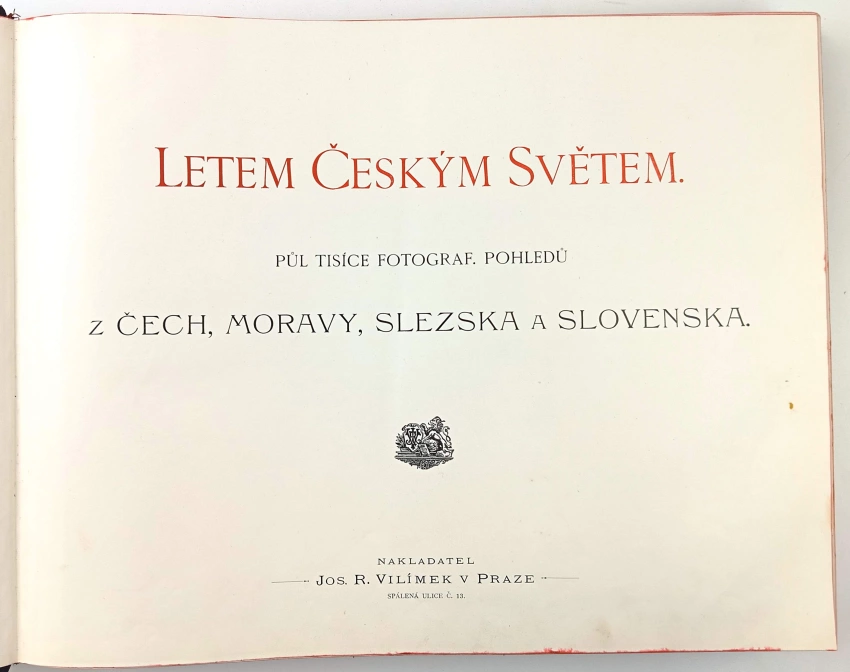 LETEM ČESKÝM SVĚTEM.
PŮL TISÍCE FOTOGRAF. POHLEDŮ
Z ČECH, MORAVY, SLEZSKA A SLOVENSKA.
NAKLADATEL
JOS. R. VILÍMEK V PRAZE
SPÁLENÁ ULICE Č. 13.